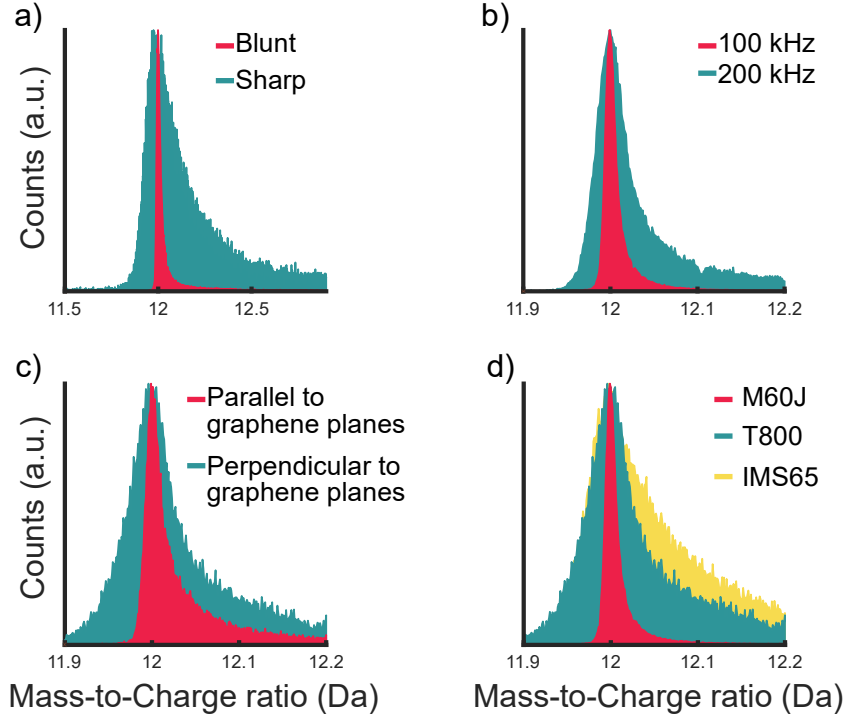 a)
Blunt
Sharp
Counts (a.u.)
11.5
12
12.5
b)
100 kHz
200 kHz
11.9
12
12.1
12.2
c)
Parallel to
graphene planes
Perpendicular to
graphene planes
Counts (a.u.)
11.9
12
12.1
12.2
Mass-to-Charge ratio (Da)
d)
M60J
T800
IMS65
11.9
12
12.1
12.2
Mass-to-Charge ratio (Da)